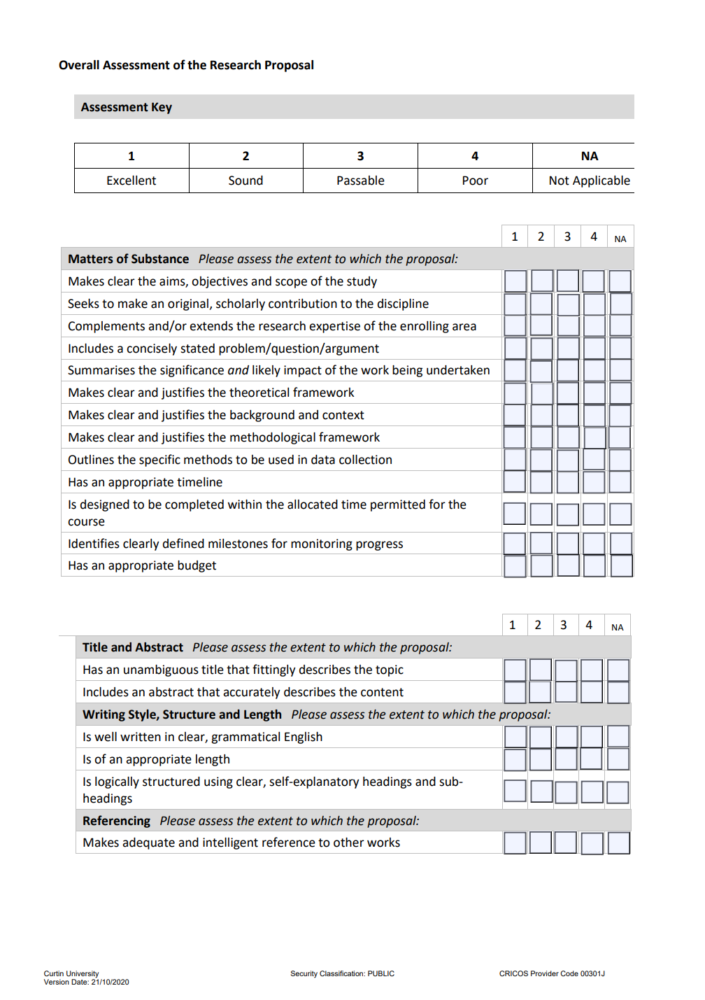 Overall Assessment of the Research Proposal
Assessment Key
1 2 3 4 NA
Excellent Sound Passable Poor Not Applicable
1 2 3 4 NA
Matters of Substance Please assess the extent to which the proposal:
Makes clear the aims, objectives and scope of the study
Seeks to make an original, scholarly contribution to the discipline
Complements and/or extends the research expertise of the enrolling area
Includes a concisely stated problem/question/argument
Summarises the significance and likely impact of the work being undertaken
Makes clear and justifies the theoretical framework
Makes clear and justifies the background and context
Makes clear and justifies the methodological framework
Outlines the specific methods to be used in data collection
Has an appropriate timeline
Is designed to be completed within the allocated time permitted for the
course
Identifies clearly defined milestones for monitoring progress
Has an appropriate budget
1 2 3 4 NA
Title and Abstract Please assess the extent to which the proposal:
Has an unambiguous title that fittingly describes the topic
Includes an abstract that accurately describes the content
Writing Style, Structure and Length Please assess the extent to which the proposal:
Is well written in clear, grammatical English
Is of an appropriate length
Is logically structured using clear, self-explanatory headings and sub-
headings
Referencing Please assess the extent to which the proposal:
Makes adequate and intelligent reference to other works
Curtin University Security Classification: PUBLIC CRICOS Provider Code 00301J
Version Date: 21/10/2020